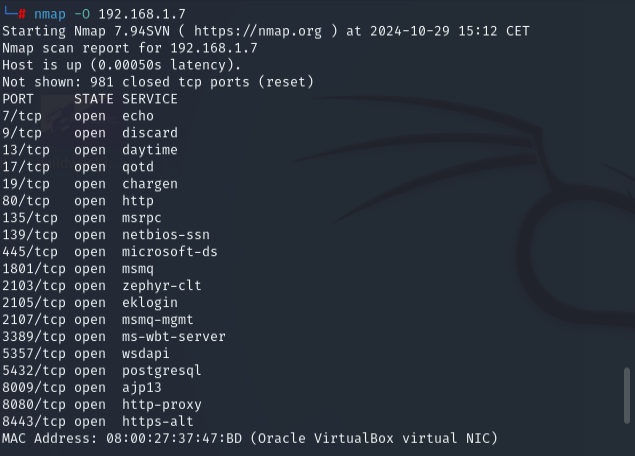 └─# nmap -O 192.168.1.7
Starting Nmap 7.94SVN ( https://nmap.org ) at 2024-10-29 15:12 CET
Nmap scan report for 192.168.1.7
Host is up (0.00050s latency).
Not shown: 981 closed tcp ports (reset)
PORT     STATE SERVICE
7/tcp    open  echo
9/tcp    open  discard
13/tcp   open  daytime
17/tcp   open  qotd
19/tcp   open  chargen
80/tcp   open  http
135/tcp  open  msrpc
139/tcp  open  netbios-ssn
445/tcp  open  microsoft-ds
1801/tcp open  msmq
2103/tcp open  zephyr-clt
2105/tcp open  eklogin
2107/tcp open  msmq-mgmt
3389/tcp open  ms-wbt-server
5357/tcp open  wsdapi
5432/tcp open  postgresql
8009/tcp open  ajp13
8080/tcp open  http-proxy
8443/tcp open  https-alt
MAC Address: 08:00:27:37:47:BD (Oracle VirtualBox virtual NIC)